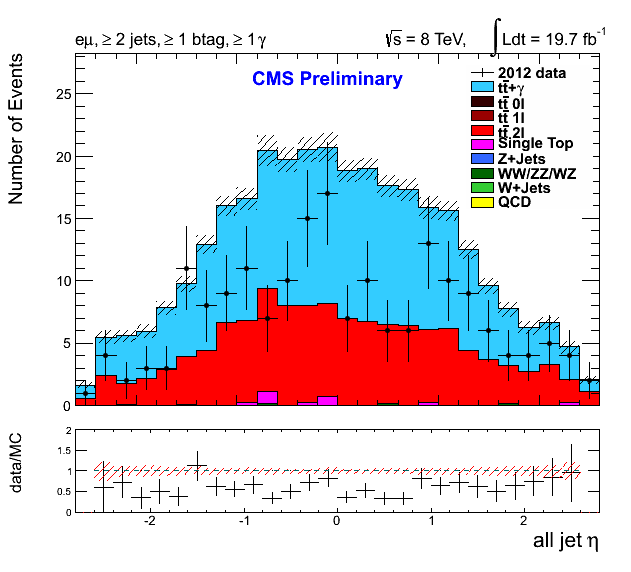 eμ, ≥ 2 jets, ≥ 1 btag, ≥ 1 γ
√s = 8 TeV, ∫ Ldt = 19.7 fb⁻¹
CMS Preliminary
2012 data
tt̄+γ
tt̄ 0l
tt̄ 1l
tt̄ 2l
Single Top
Z+Jets
WW/ZZ/WZ
W+Jets
QCD
Number of Events
25
20
15
10
5
0
data/MC
2
1.5
1
0.5
0
-2 -1 0 1 2
all jet η